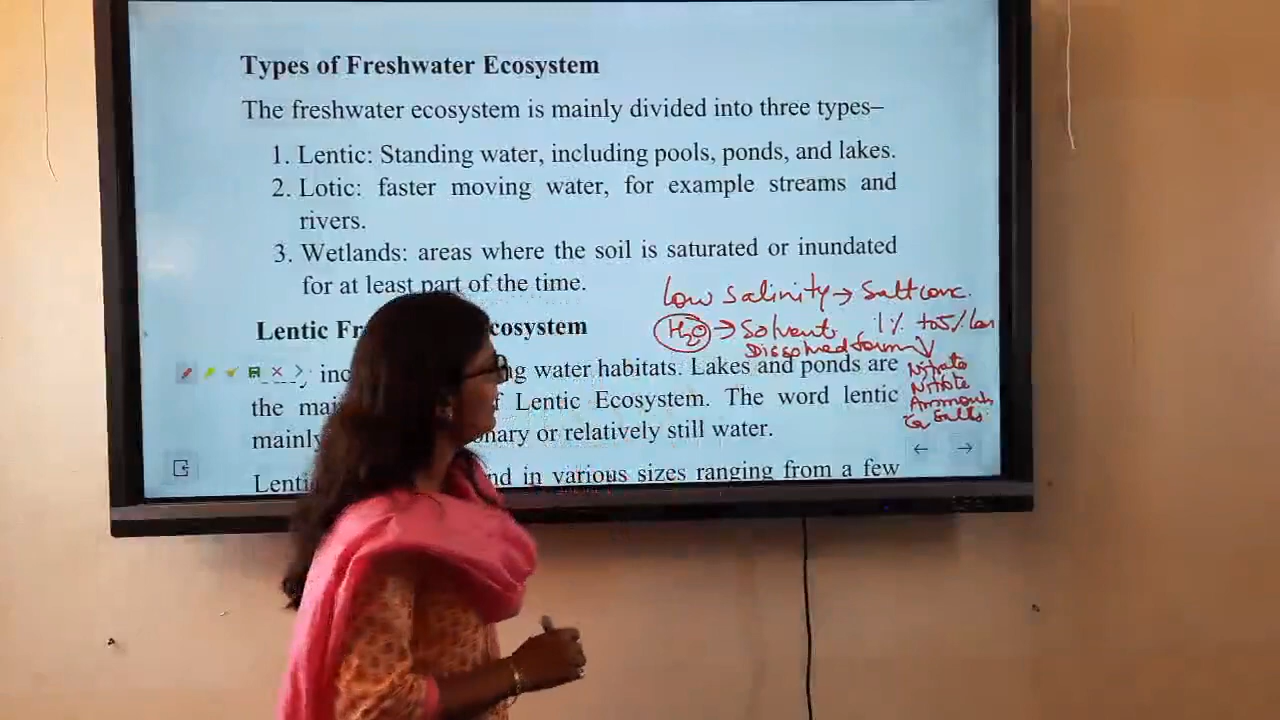 Types of Freshwater Ecosystem
The freshwater ecosystem is mainly divided into three types–
1. Lentic: Standing water, including pools, ponds, and lakes.
2. Lotic: faster moving water, for example streams and
rivers.
3. Wetlands: areas where the soil is saturated or inundated
for at least part of the time.
low salinity → Salt conc.
Lentic Fr cosystem
H2O → Solvent 1% to 5%
Dissolved form
inc ng water habitats. Lakes and ponds are
Nitrate
the mai f Lentic Ecosystem. The word lentic
Nitrite
mainly onary or relatively still water.
Salts
Lenti nd in various sizes ranging from a few